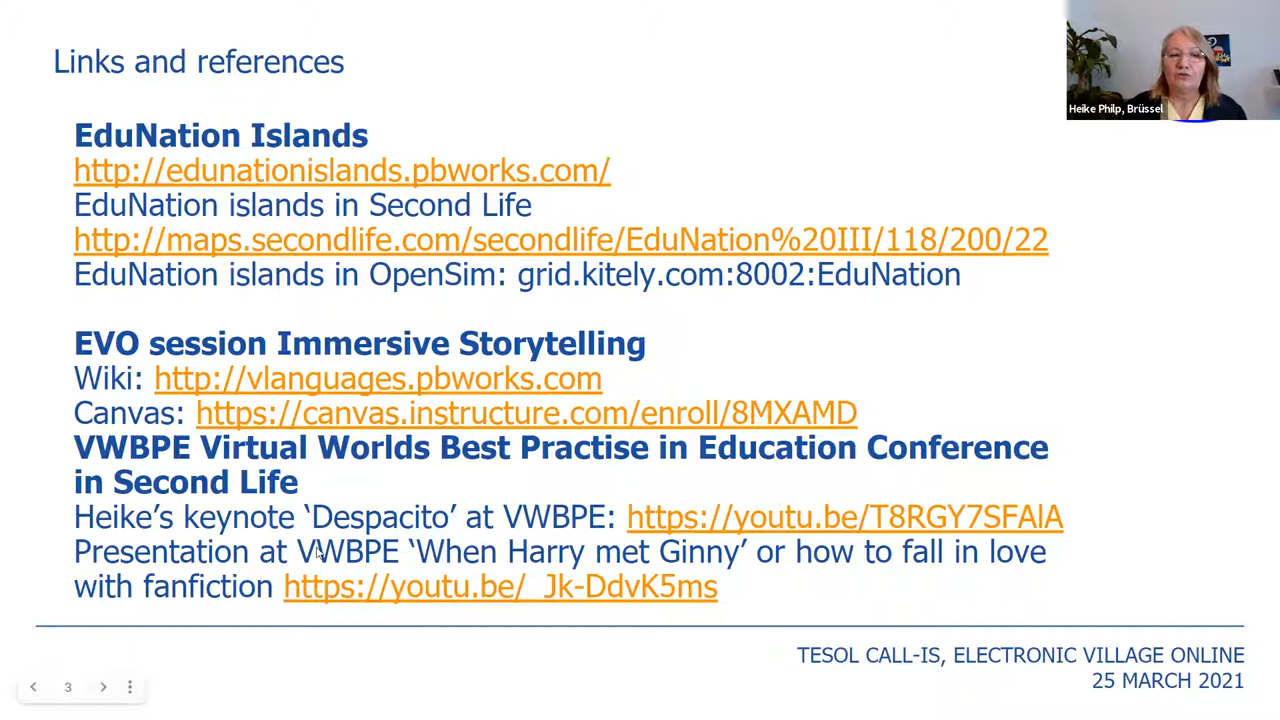 Links and references
Heike Philp, Brüssel
EduNation Islands
http://edunationislands.pbworks.com/
EduNation islands in Second Life
http://maps.secondlife.com/secondlife/EduNation%20III/118/200/22
EduNation islands in OpenSim: grid.kitely.com:8002:EduNation
EVO session Immersive Storytelling
Wiki: http://vlanguages.pbworks.com
Canvas: https://canvas.instructure.com/enroll/8MXAMD
VWBPE Virtual Worlds Best Practise in Education Conference
in Second Life
Heike’s keynote ‘Despacito’ at VWBPE: https://youtu.be/T8RGY7SFAlA
Presentation at VWBPE ‘When Harry met Ginny’ or how to fall in love
with fanfiction https://youtu.be/_Jk-DdvK5ms
TESOL CALL-IS, ELECTRONIC VILLAGE ONLINE
25 MARCH 2021
3